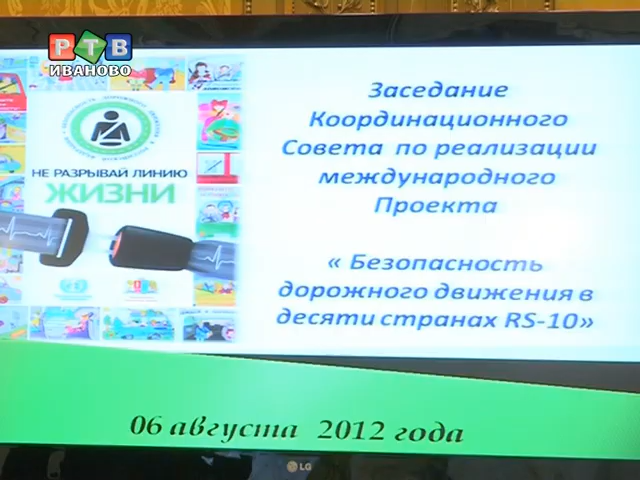 РТВ
ИВАНОВО
НЕ РАЗРЫВАЙ ЛИНИЮ
ЖИЗНИ
Заседание
Координационного
Совета по реализации
международного
Проекта
« Безопасность
дорожного движения в
десяти странах RS-10»
06 августа 2012 года
LG